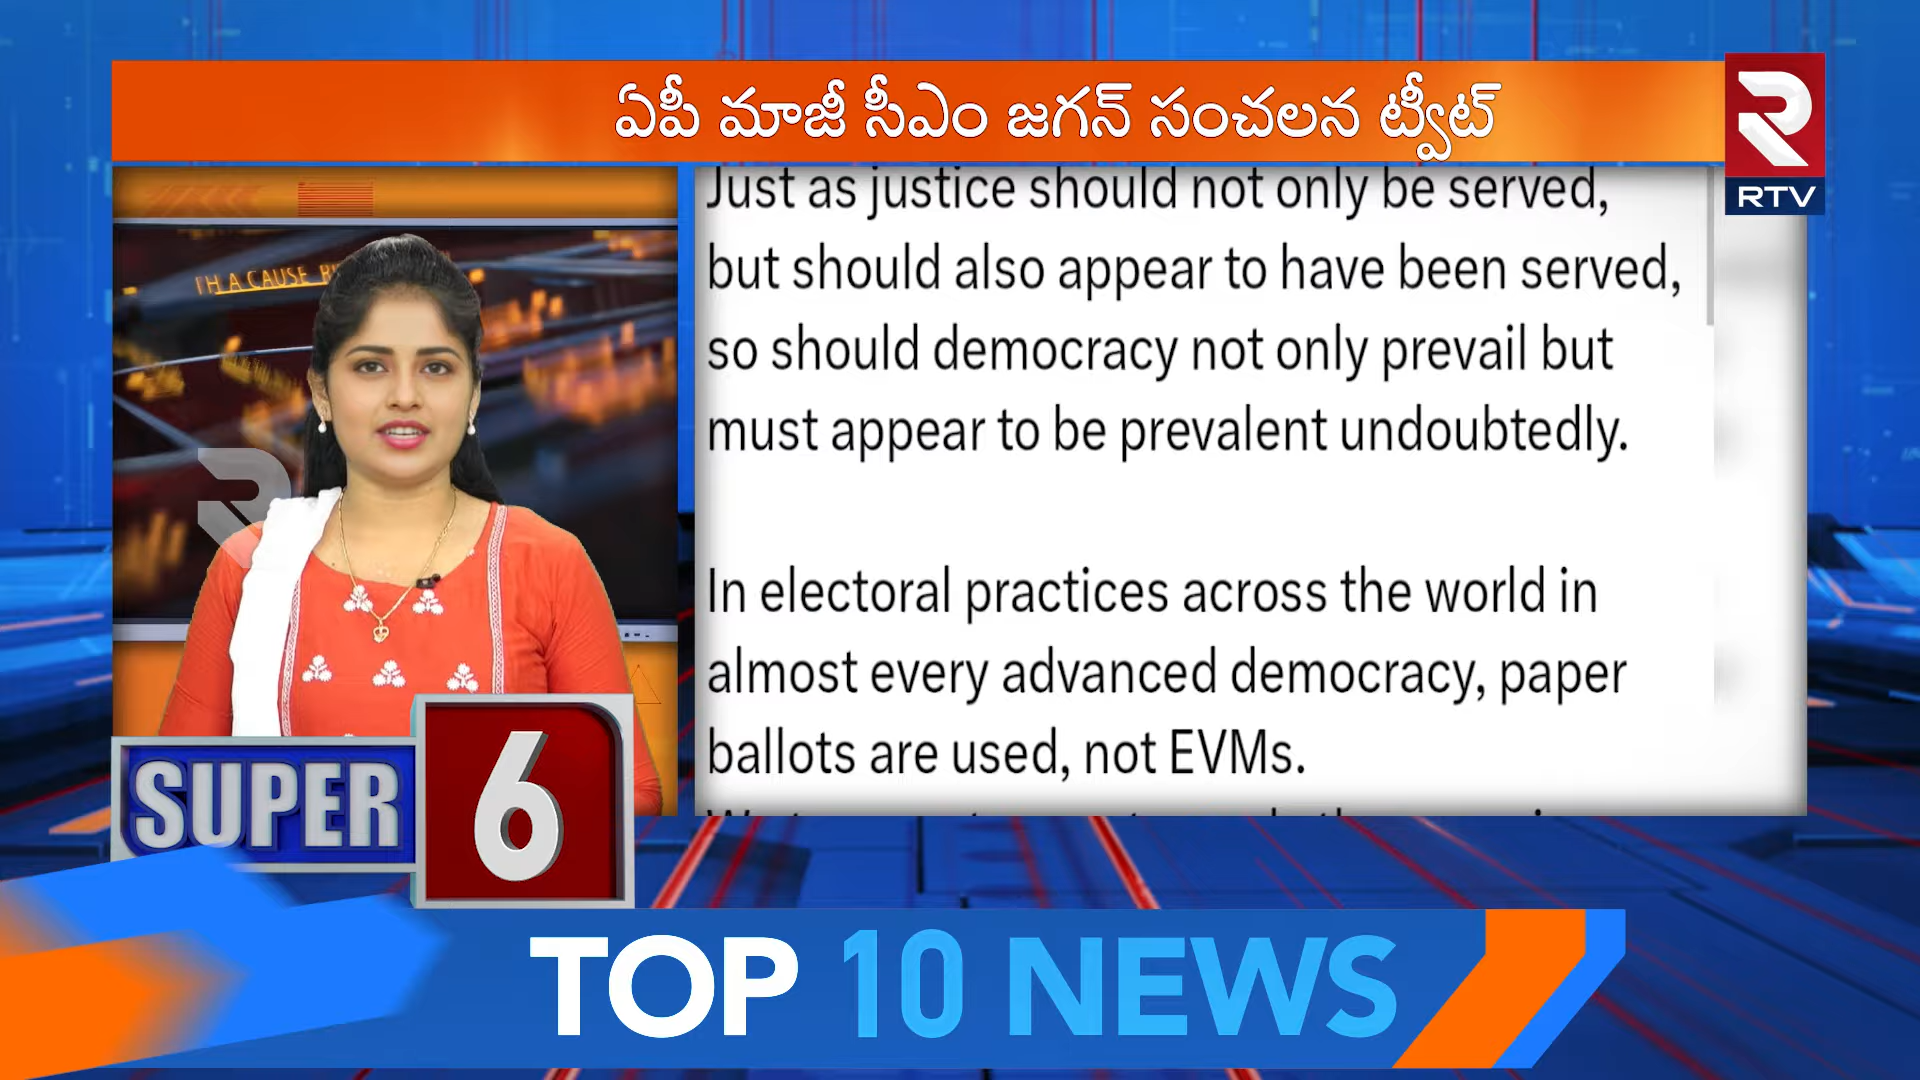 ఏపీ మాజీ సీఎం జగన్ సంచలన ట్వీట్
RTV
Just as justice should not only be served,
but should also appear to have been served,
so should democracy not only prevail but
must appear to be prevalent undoubtedly.
In electoral practices across the world in
almost every advanced democracy, paper
ballots are used, not EVMs.
TH A CAUSE
SUPER
6
TOP 10 NEWS